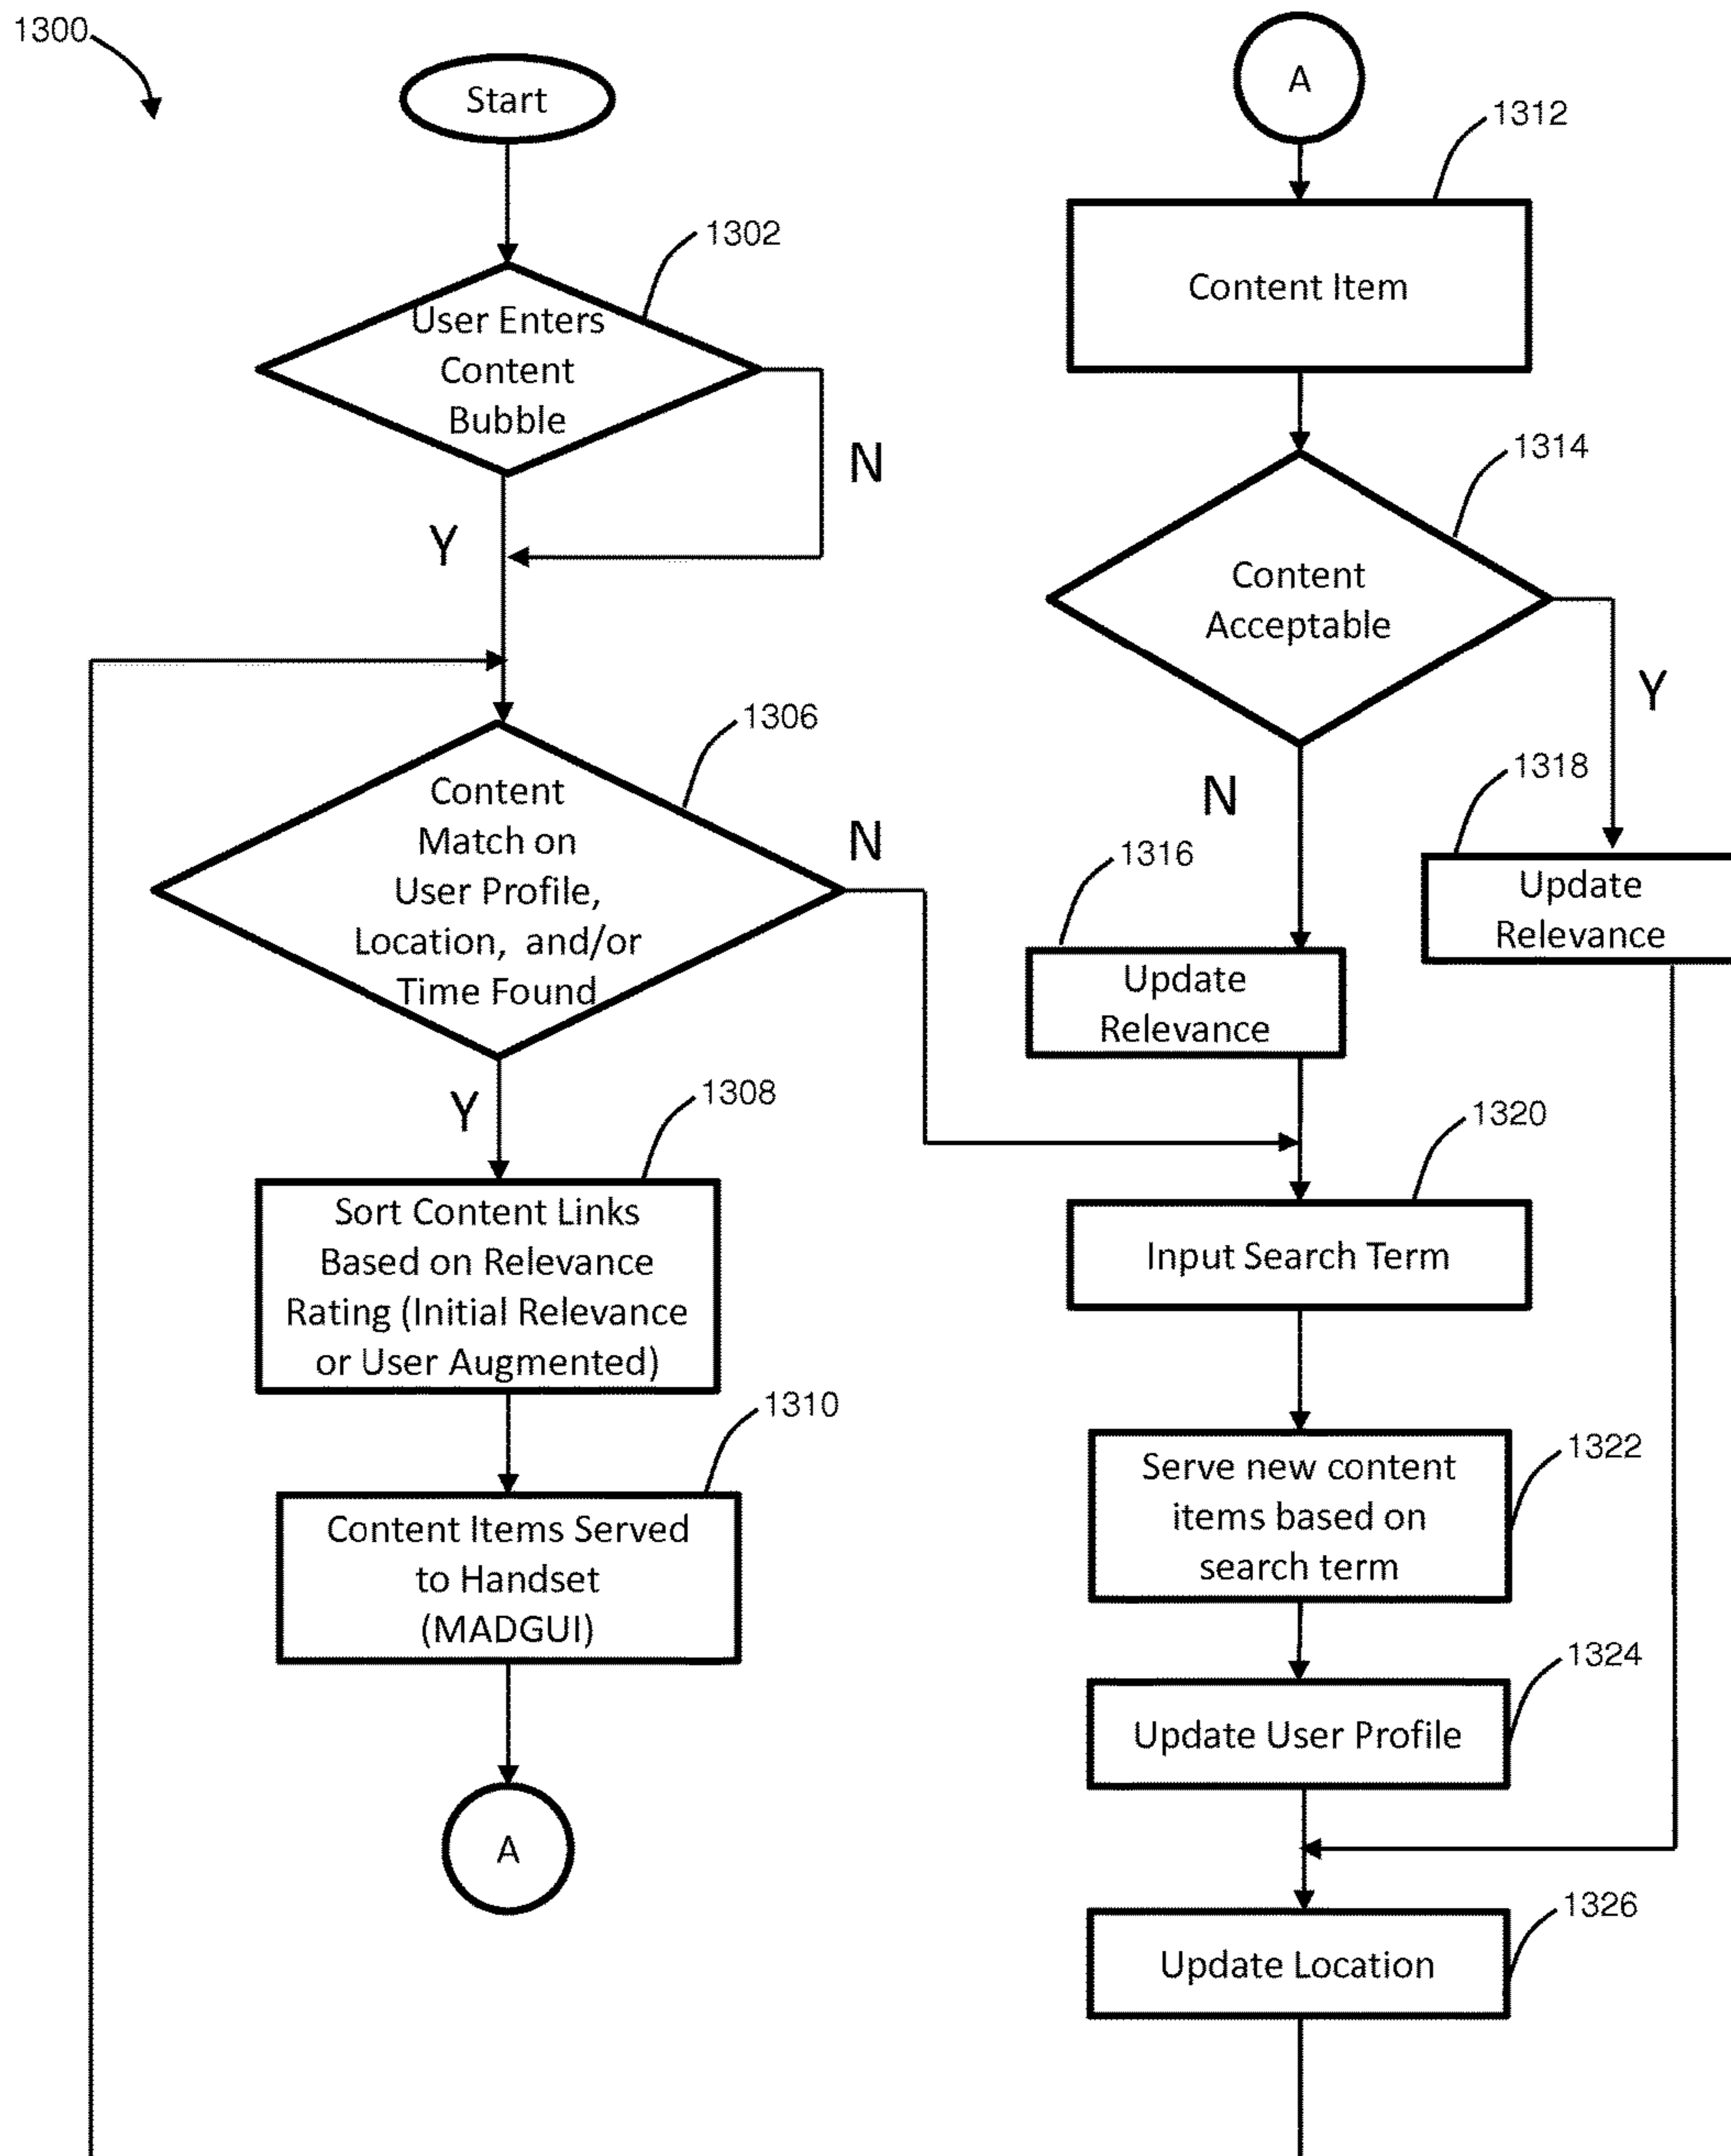 1300
Start
1302
User Enters
Content
Bubble
N
Y
1306
Content
Match on
User Profile,
Location, and/or
Time Found
N
Y
1308
Sort Content Links
Based on Relevance
Rating (Initial Relevance
or User Augmented)
1310
Content Items Served
to Handset
(MADGUI)
A
A
1312
Content Item
1314
Content
Acceptable
Y
N
1318
Update
Relevance
1316
Update
Relevance
1320
Input Search Term
1322
Serve new content
items based on
search term
1324
Update User Profile
1326
Update Location